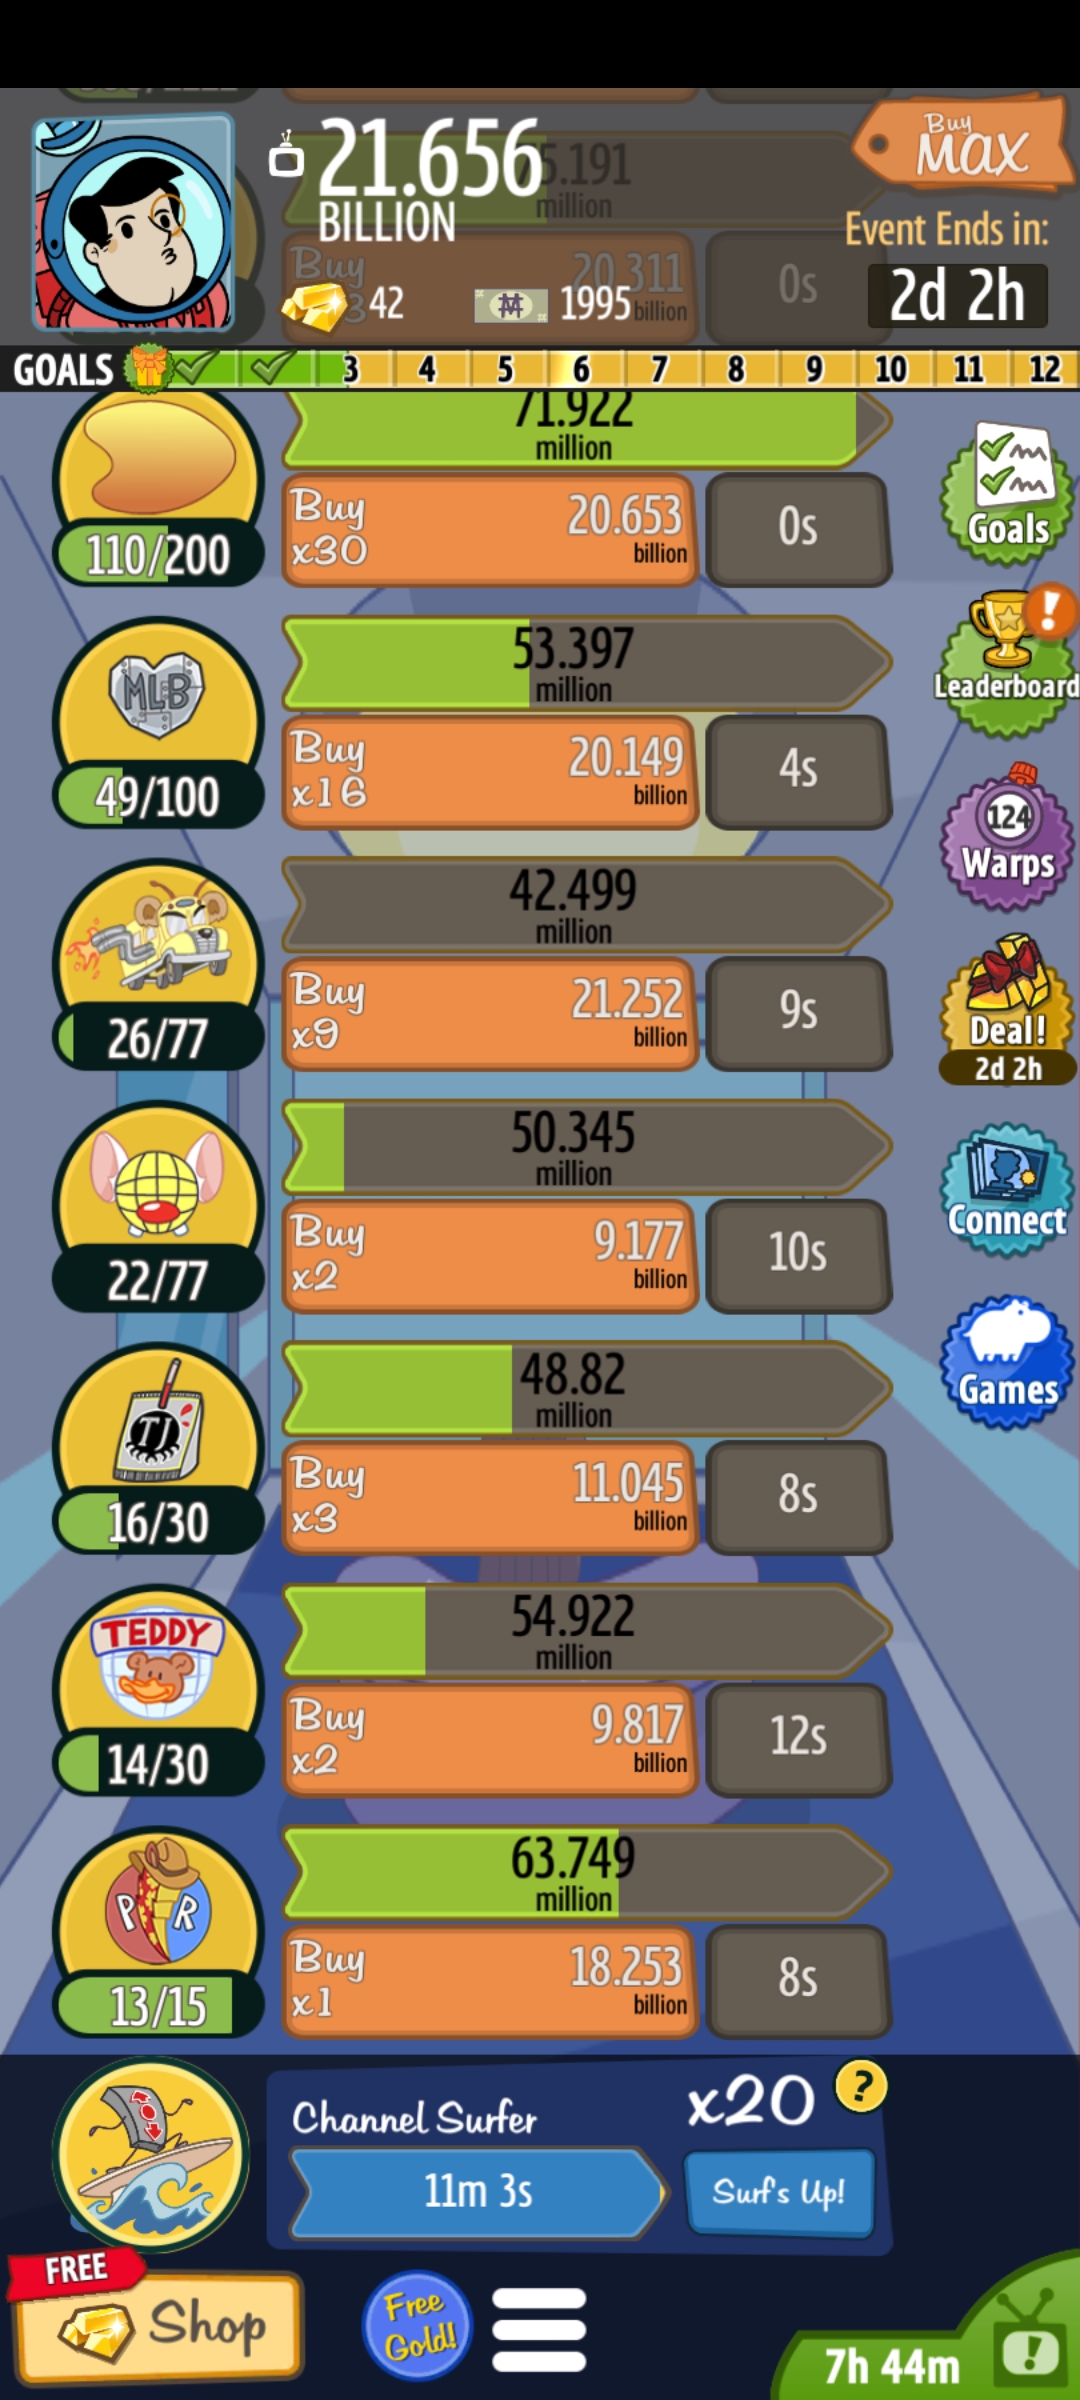 21.656
BILLION
75.191
million
Buy
MAX
Event Ends in:
2d 2h
Buy
20.311
billion
0s
42
1995
GOALS
3
4
5
6
7
8
9
10
11
12
71.922
million
110/200
Buy
x30
20.653
billion
0s
Goals
53.397
million
MLB
49/100
Buy
x16
20.149
billion
4s
!
Leaderboard
42.499
million
26/77
Buy
x9
21.252
billion
9s
124
Warps
Deal!
2d 2h
50.345
million
22/77
Buy
x2
9.177
billion
10s
Connect
48.82
million
TJ
16/30
Buy
x3
11.045
billion
8s
Games
54.922
million
TEDDY
14/30
Buy
x2
9.817
billion
12s
63.749
million
P R
13/15
Buy
x1
18.253
billion
8s
Channel Surfer
x20
?
11m 3s
Surf's Up!
FREE
Shop
Free
Gold!
7h 44m
!